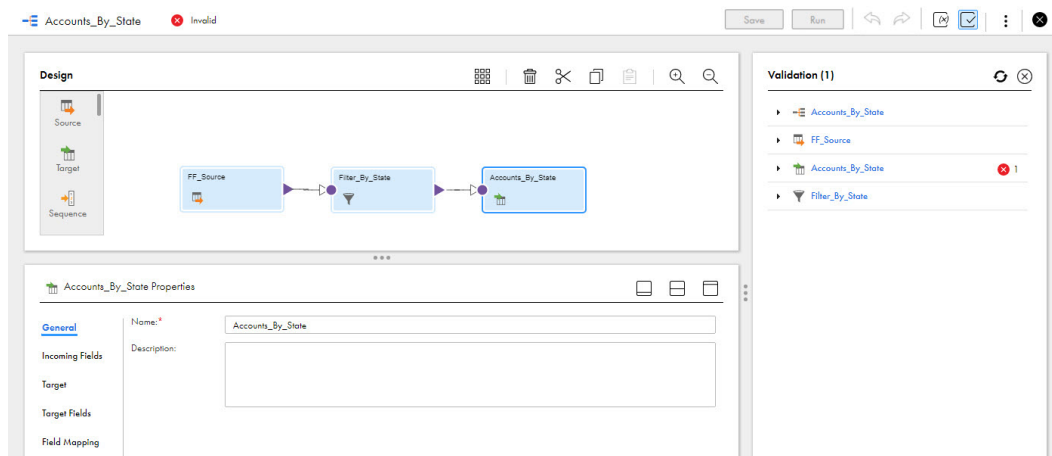 Accounts_By_State
Invalid
Save
Run
Design
Source
Target
Sequence
FF_Source
Filter_By_State
Accounts_By_State
Validation (1)
Accounts_By_State
FF_Source
Accounts_By_State
1
Filter_By_State
Accounts_By_State Properties
General
Incoming Fields
Target
Target Fields
Field Mapping
Name:*
Accounts_By_State
Description: